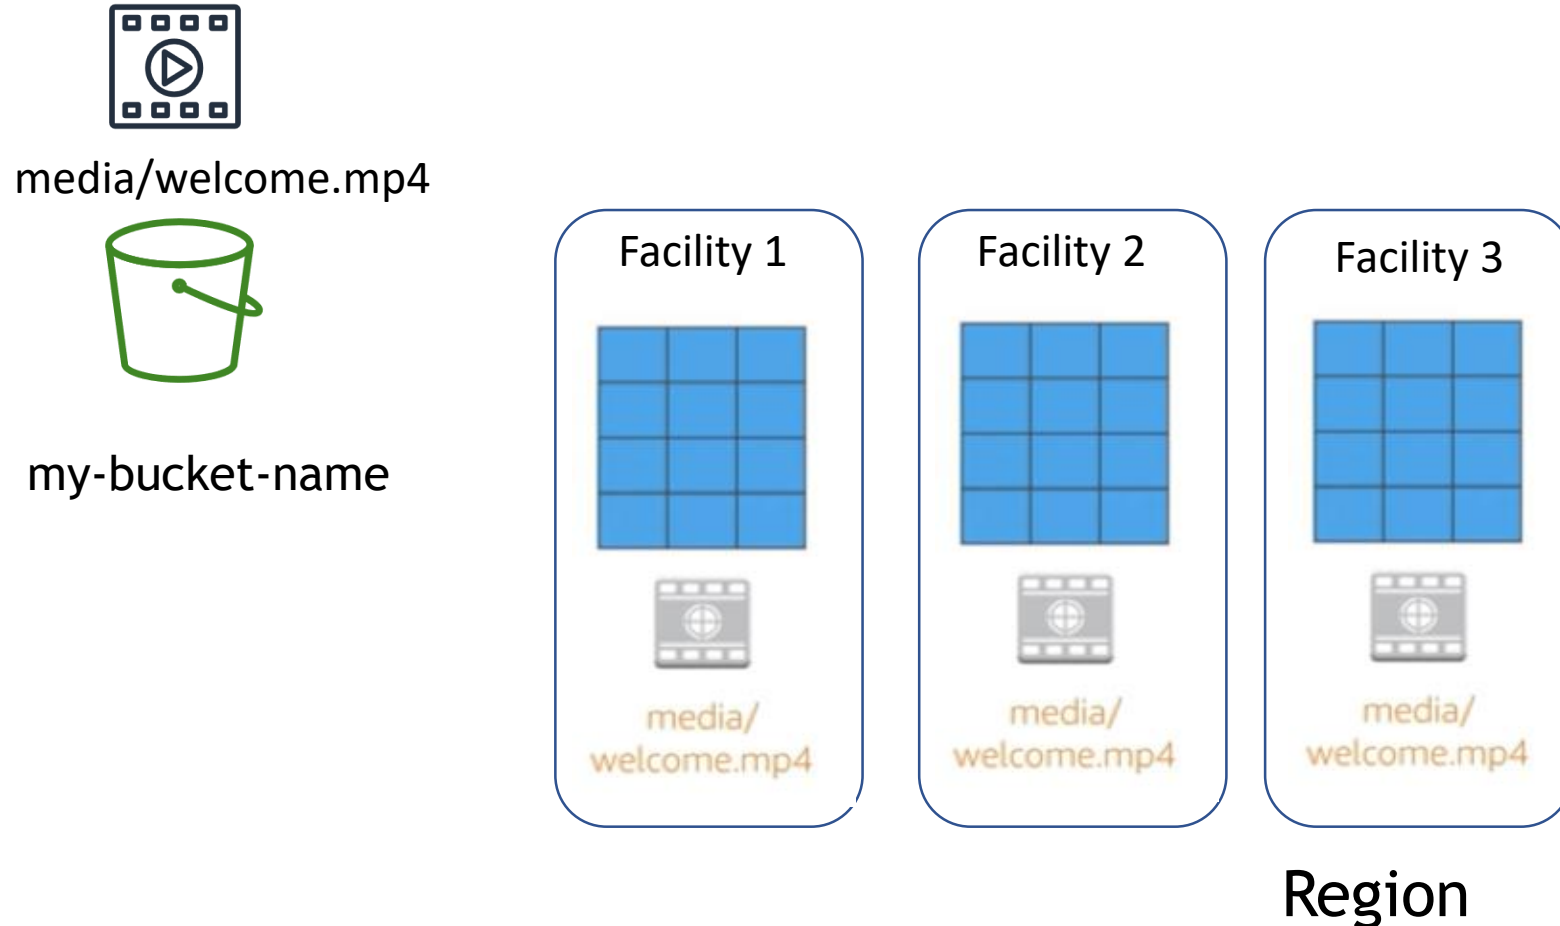 media/welcome.mp4
my-bucket-name
Facility 1
media/
welcome.mp4
Facility 2
media/
welcome.mp4
Facility 3
media/
welcome.mp4
Region